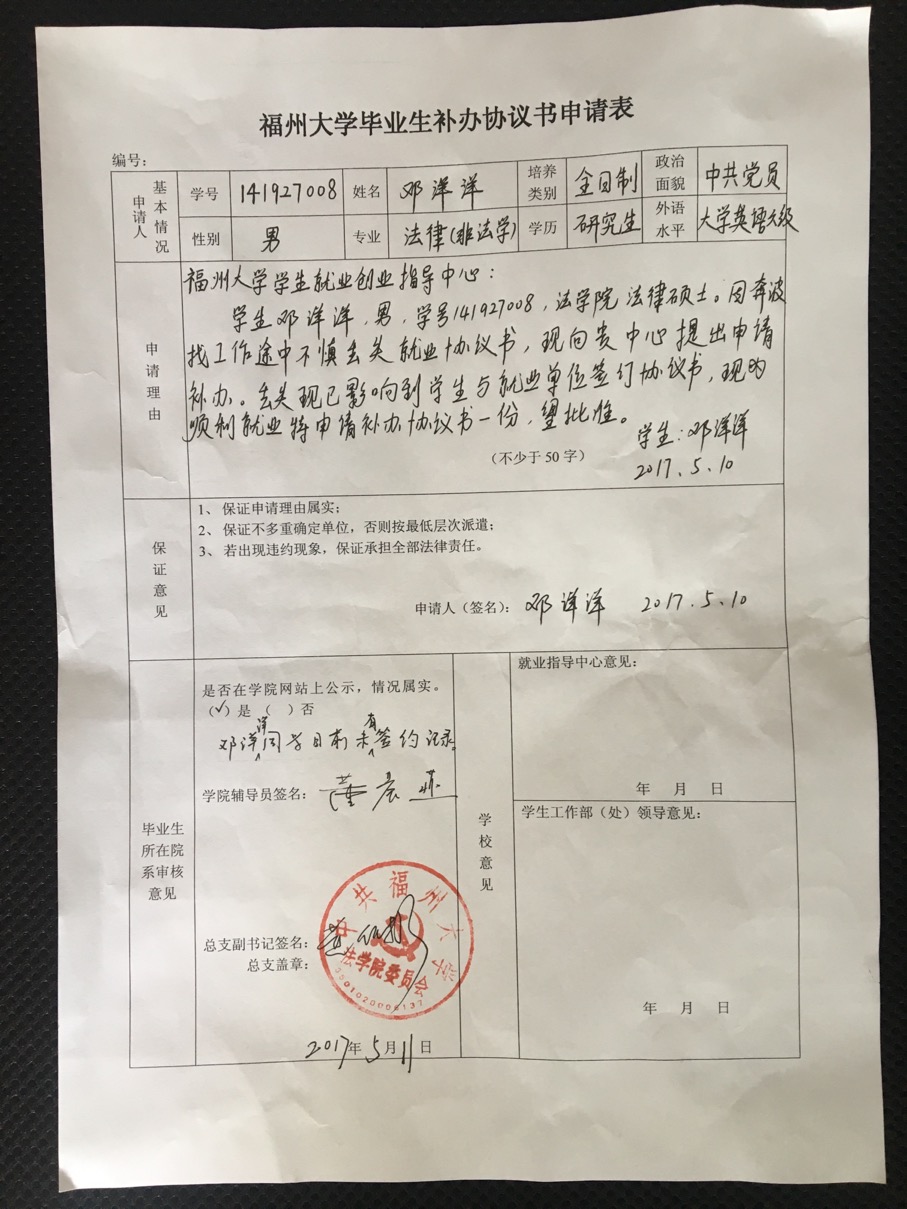 福州大学毕业生补办协议书申请表
编号：
申请人基本情况 学号 141927008 姓名 邓洋洋 培养类别 全日制 政治面貌 中共党员
性别 男 专业 法律(非法学) 学历 研究生 外语水平 大学英语六级
申请理由
福州大学学生就业创业指导中心：
学生邓洋洋，男，学号141927008，法学院法律硕士。因奔波
找工作途中不慎丢失就业协议书，现向贵中心提出申请
补办。丢失现已影响到学生与就业单位签订协议书，现为
顺利就业特申请补办协议书一份，望批准。
学生：邓洋洋
（不少于 50 字）
2017.5.10
保证意见
1、保证申请理由属实；
2、保证不多重确定单位，否则按最低层次派遣；
3、若出现违约现象，保证承担全部法律责任。
申请人（签名）：邓洋洋 2017.5.10
毕业生所在院系审核意见
是否在学院网站上公示，情况属实。
（√）是 （ ）否
邓洋洋同学目前未有签约记录。
学院辅导员签名：
总支副书记签名：
总支盖章：
中共福州大学
法学院委员会
3501020006137
2017年5月11日
学校意见
就业指导中心意见：
年 月 日
学生工作部（处）领导意见：
年 月 日